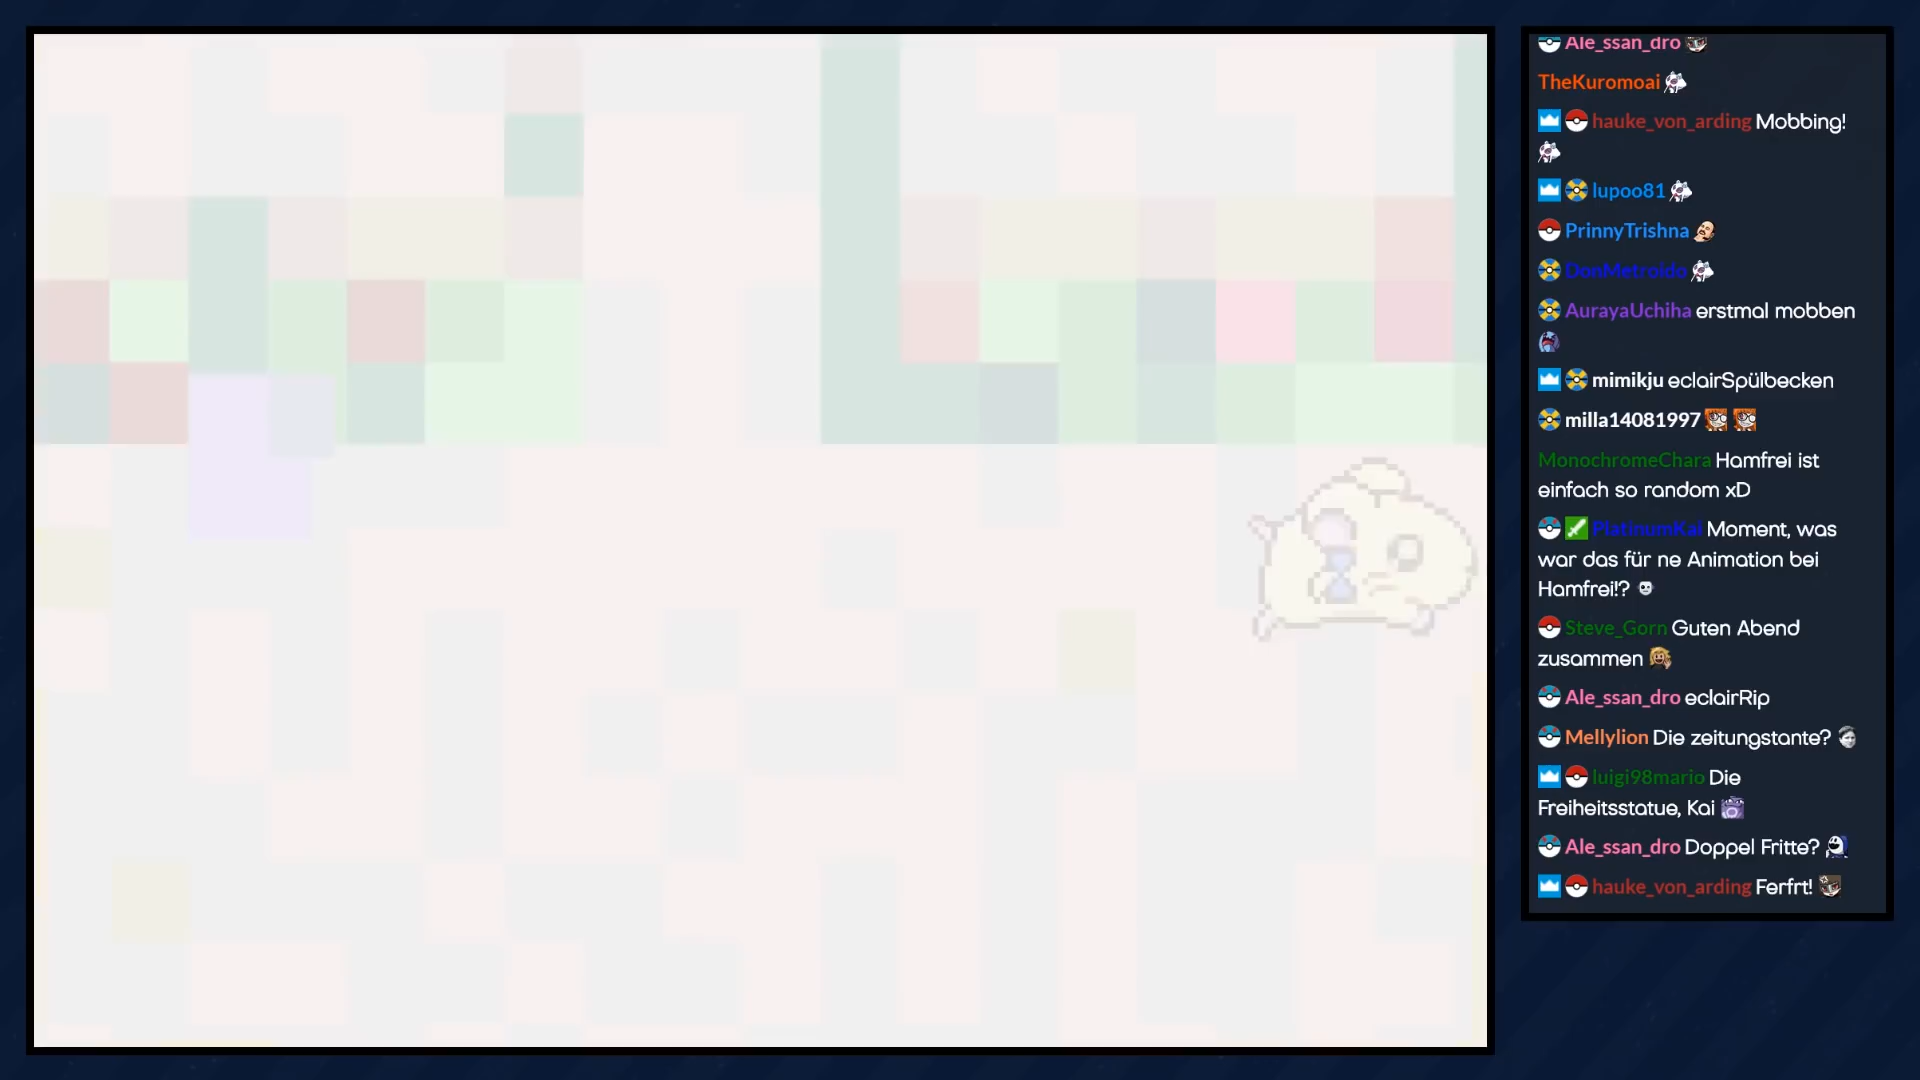 Ale_ssan_dro
TheKuromoai
hauke_von_arding Mobbing!
lupoo81
PrinnyTrishna
DonMetroido
AurayaUchiha erstmal mobben
mimikju eclairSpülbecken
milla14081997
MonochromeChara Hamfrei ist
einfach so random xD
PlatinumKai Moment, was
war das für ne Animation bei
Hamfrei!?
Steve_Gorn Guten Abend
zusammen
Ale_ssan_dro eclairRip
Mellylion Die zeitungstante?
luigi98mario Die
Freiheitsstatue, Kai
Ale_ssan_dro Doppel Fritte?
hauke_von_arding Ferfrt!